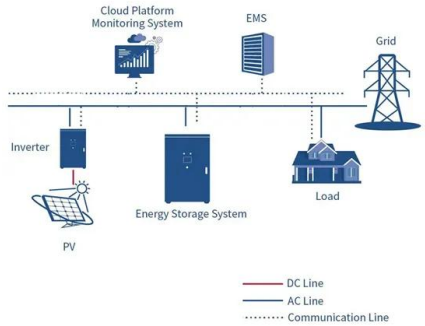 Cloud Platform
Monitoring System
EMS
Grid
Inverter
Energy Storage System
Load
PV
DC Line
AC Line
Communication Line